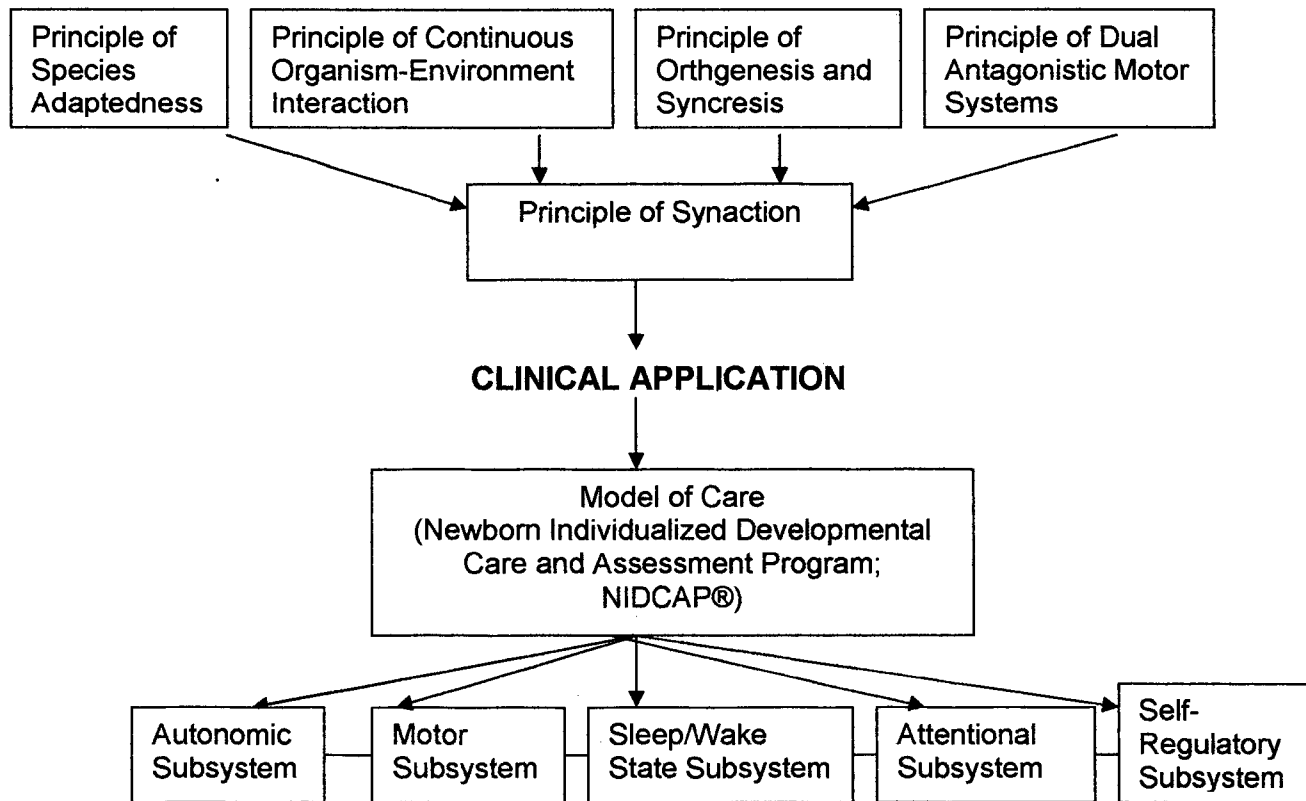 Principle of
Species
Adaptedness
Principle of Continuous
Organism-Environment
Interaction
Principle of
Orthgenesis and
Syncresis
Principle of Dual
Antagonistic Motor
Systems
Principle of Synaction
CLINICAL APPLICATION
Model of Care
(Newborn Individualized Developmental
Care and Assessment Program;
NIDCAP®)
Autonomic
Subsystem
Motor
Subsystem
Sleep/Wake
State Subsystem
Attentional
Subsystem
Self-
Regulatory
Subsystem